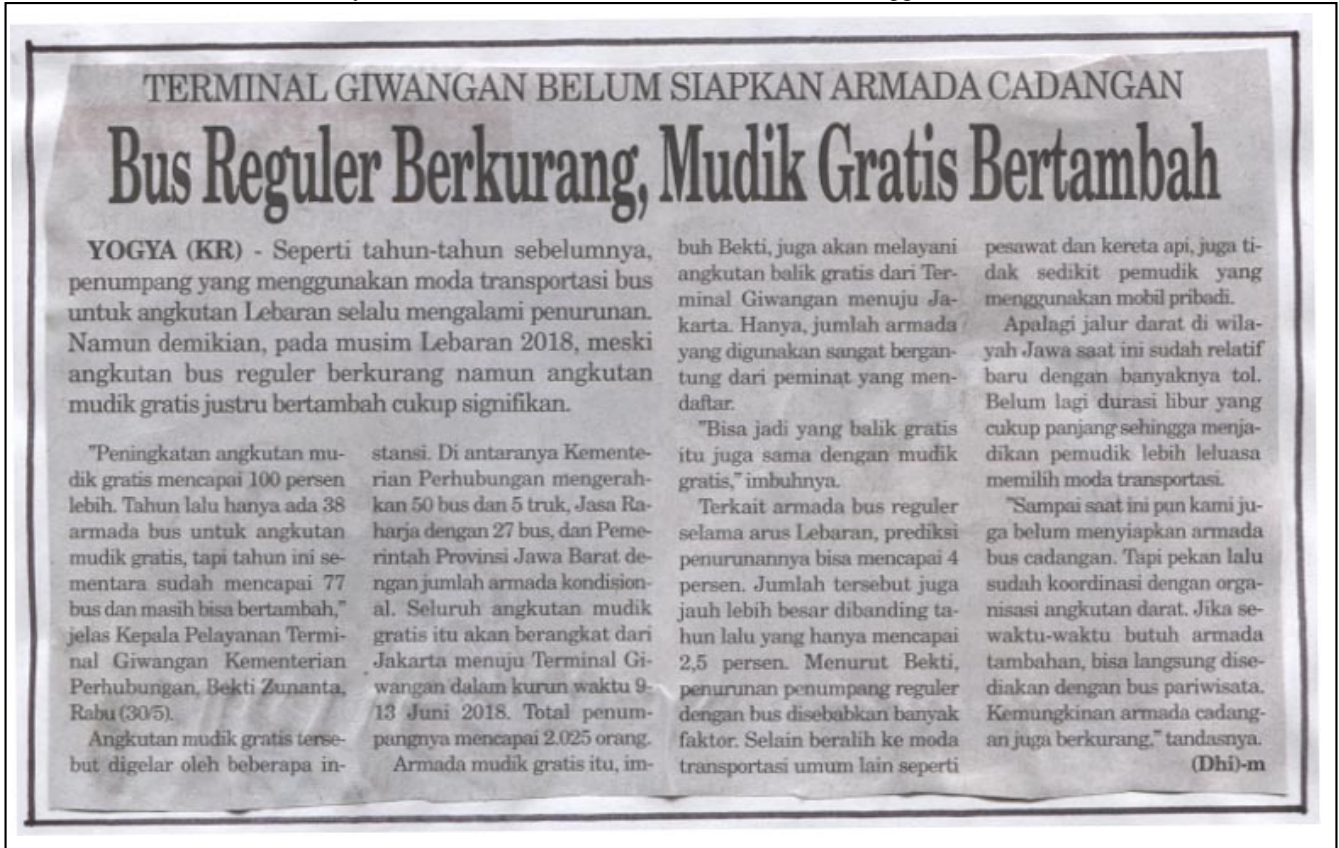 TERMINAL GIWANGAN BELUM SIAPKAN ARMADA CADANGAN
Bus Reguler Berkurang, Mudik Gratis Bertambah
YOGYA (KR) - Seperti tahun-tahun sebelumnya,
penumpang yang menggunakan moda transportasi bus
untuk angkutan Lebaran selalu mengalami penurunan.
Namun demikian, pada musim Lebaran 2018, meski
angkutan bus reguler berkurang namun angkutan
mudik gratis justru bertambah cukup signifikan.
"Peningkatan angkutan mu-
dik gratis mencapai 100 persen
lebih. Tahun lalu hanya ada 38
armada bus untuk angkutan
mudik gratis, tapi tahun ini se-
mentara sudah mencapai 77
bus dan masih bisa bertambah,"
jelas Kepala Pelayanan Termi-
nal Giwangan Kementerian
Perhubungan, Bekti Zunanta,
Rabu (30/5).
Angkutan mudik gratis terse-
but digelar oleh beberapa in-
stansi. Di antaranya Kemente-
rian Perhubungan mengerah-
kan 50 bus dan 5 truk, Jasa Ra-
harja dengan 27 bus, dan Peme-
rintah Provinsi Jawa Barat de-
ngan jumlah armada kondision-
al. Seluruh angkutan mudik
gratis itu akan berangkat dari
Jakarta menuju Terminal Gi-
wangan dalam kurun waktu 9-
13 Juni 2018. Total penum-
pangnya mencapai 2.025 orang.
Armada mudik gratis itu, im-
buh Bekti, juga akan melayani
angkutan balik gratis dari Ter-
minal Giwangan menuju Ja-
karta. Hanya, jumlah armada
yang digunakan sangat bergan-
tung dari peminat yang men-
daftar.
"Bisa jadi yang balik gratis
itu juga sama dengan mudik
gratis," imbuhnya.
Terkait armada bus reguler
selama arus Lebaran, prediksi
penurunannya bisa mencapai 4
persen. Jumlah tersebut juga
jauh lebih besar dibanding ta-
hun lalu yang hanya mencapai
2,5 persen. Menurut Bekti,
penurunan penumpang reguler
dengan bus disebabkan banyak
faktor. Selain beralih ke moda
transportasi umum lain seperti
pesawat dan kereta api, juga ti-
dak sedikit pemudik yang
menggunakan mobil pribadi.
Apalagi jalur darat di wila-
yah Jawa saat ini sudah relatif
baru dengan banyaknya tol.
Belum lagi durasi libur yang
cukup panjang sehingga menja-
dikan pemudik lebih leluasa
memilih moda transportasi.
"Sampai saat ini pun kami ju-
ga belum menyiapkan armada
bus cadangan. Tapi pekan lalu
sudah koordinasi dengan orga-
nisasi angkutan darat. Jika se-
waktu-waktu butuh armada
tambahan, bisa langsung dise-
diakan dengan bus pariwisata.
Kemungkinan armada cadang-
an juga berkurang," tandasnya.
(Dhi)-m